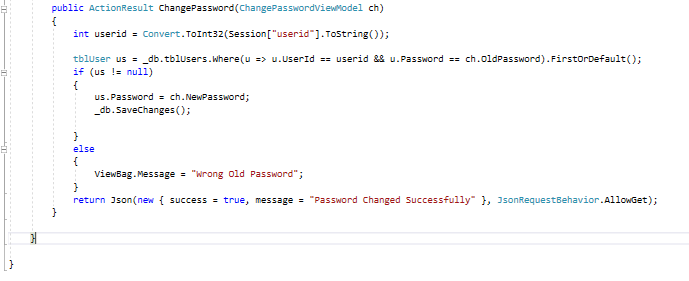 public ActionResult ChangePassword(ChangePasswordViewModel ch)
{
int userid = Convert.ToInt32(Session["userid"].ToString());
tblUser us = _db.tblUsers.Where(u => u.UserId == userid && u.Password == ch.OldPassword).FirstOrDefault();
if (us != null)
{
us.Password = ch.NewPassword;
_db.SaveChanges();
}
else
{
ViewBag.Message = "Wrong Old Password";
}
return Json(new { success = true, message = "Password Changed Successfully" }, JsonRequestBehavior.AllowGet);
}
}
}